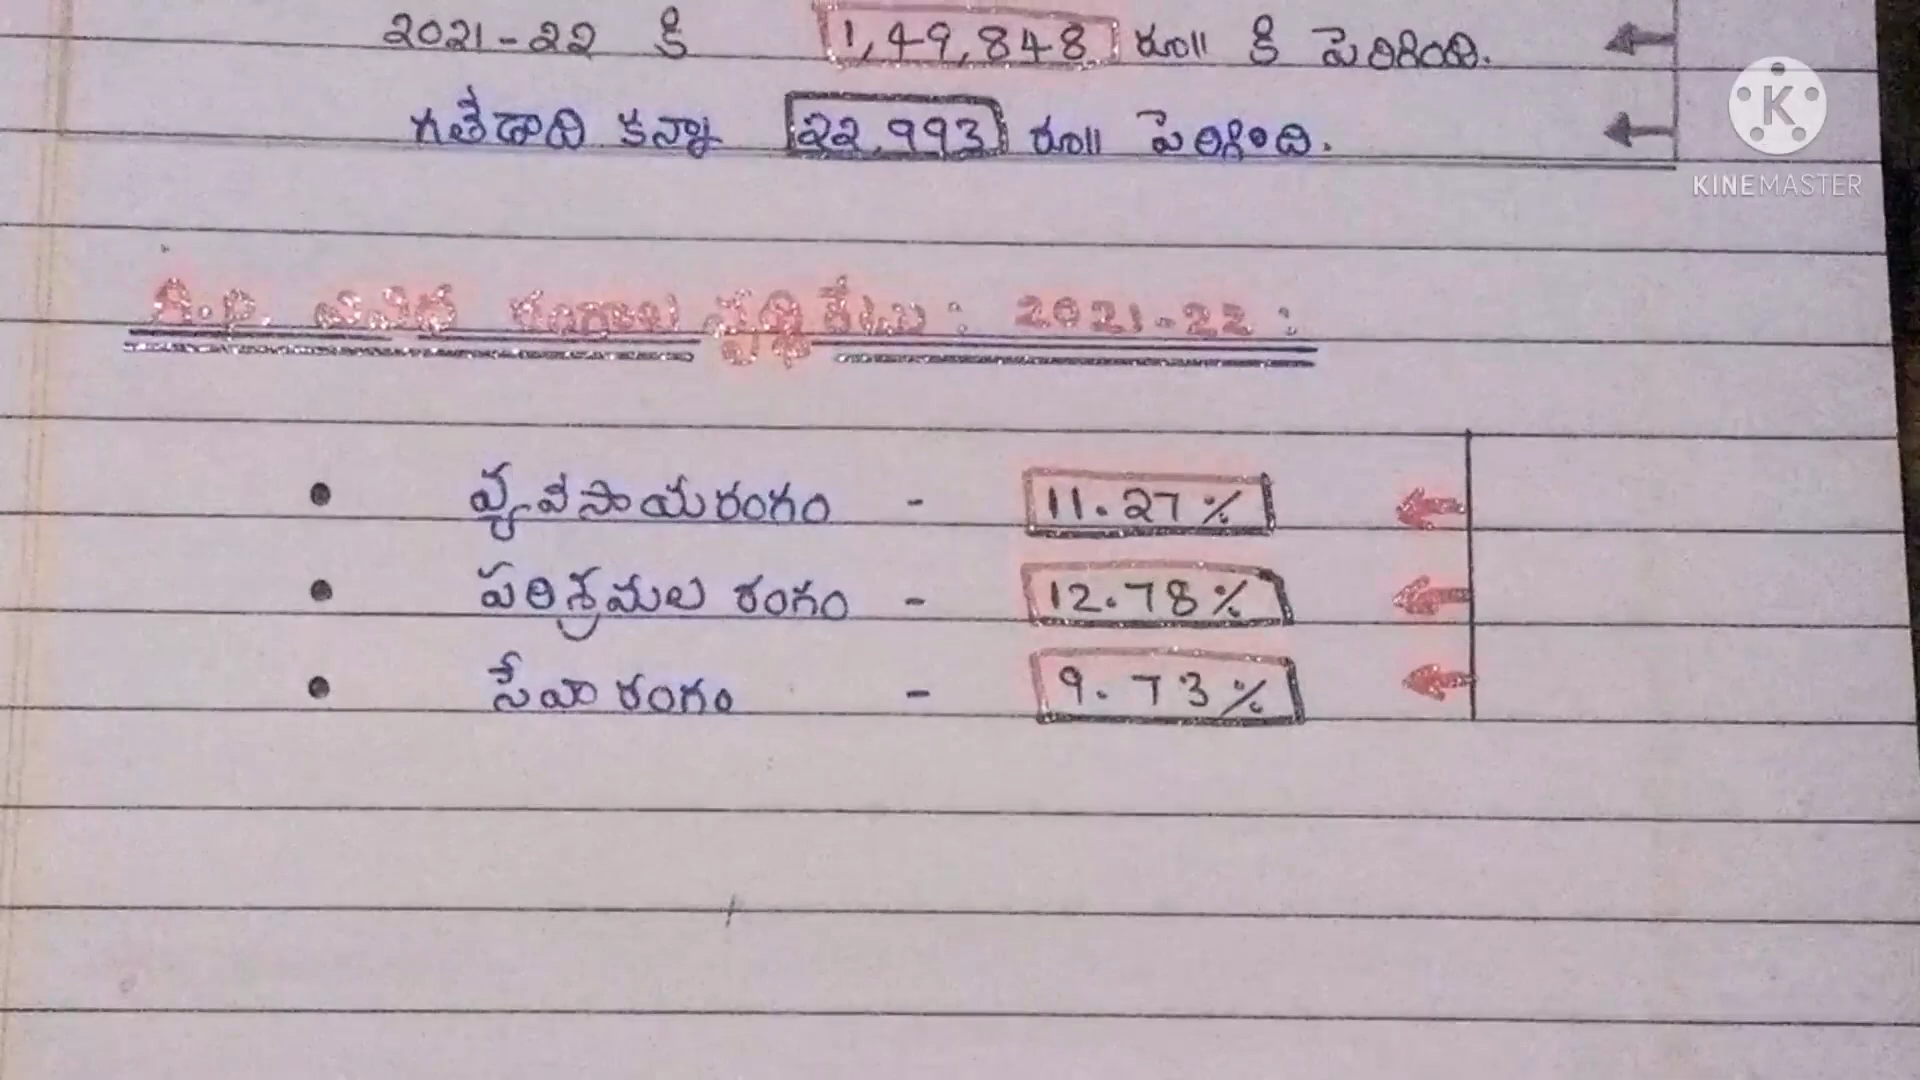 2021-22 కి 1,49,848 రూ॥ కి పెరిగింది.
గతేడాది కన్నా 22,993 రూ॥ పెరిగింది.
K
KINEMASTER
A.P. వివిధ రంగాల వృద్ధి రేటు : 2021-22 :
• వ్యవసాయరంగం - 11.27%
• పరిశ్రమల రంగం - 12.78%
• సేవా రంగం - 9.73%